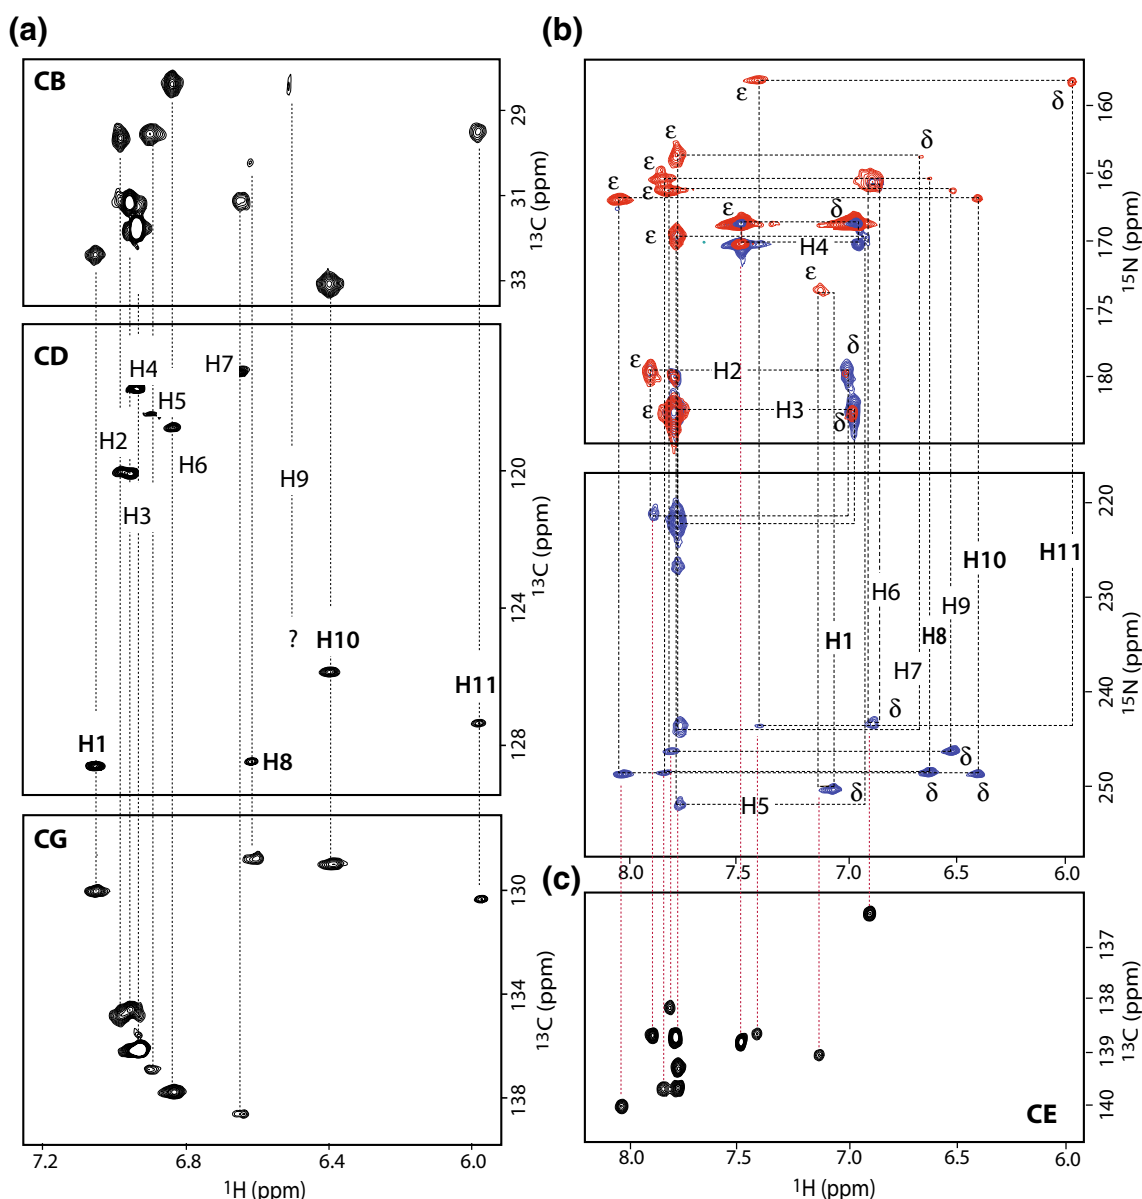 (a)
CB
29
31
33
13C (ppm)
CD
H7
H4
H5
H2
H6
H9
H3
120
124
128
13C (ppm)
?
H10
H11
H1
H8
CG
130
134
138
13C (ppm)
7.2
6.8
6.4
6.0
1H (ppm)
(b)
ε
δ
ε
δ
ε
ε
ε
ε
δ
ε
H4
ε
ε
H2
δ
ε
H3
δ
160
165
170
175
180
15N (ppm)
H11
H10
H6
H9
H1
H8
H7
δ
δ
δ
δ
δ
H5
220
230
240
250
15N (ppm)
8.0
7.5
7.0
6.5
6.0
(c)
137
138
139
140
13C (ppm)
CE
8.0
7.5
7.0
6.5
6.0
1H (ppm)